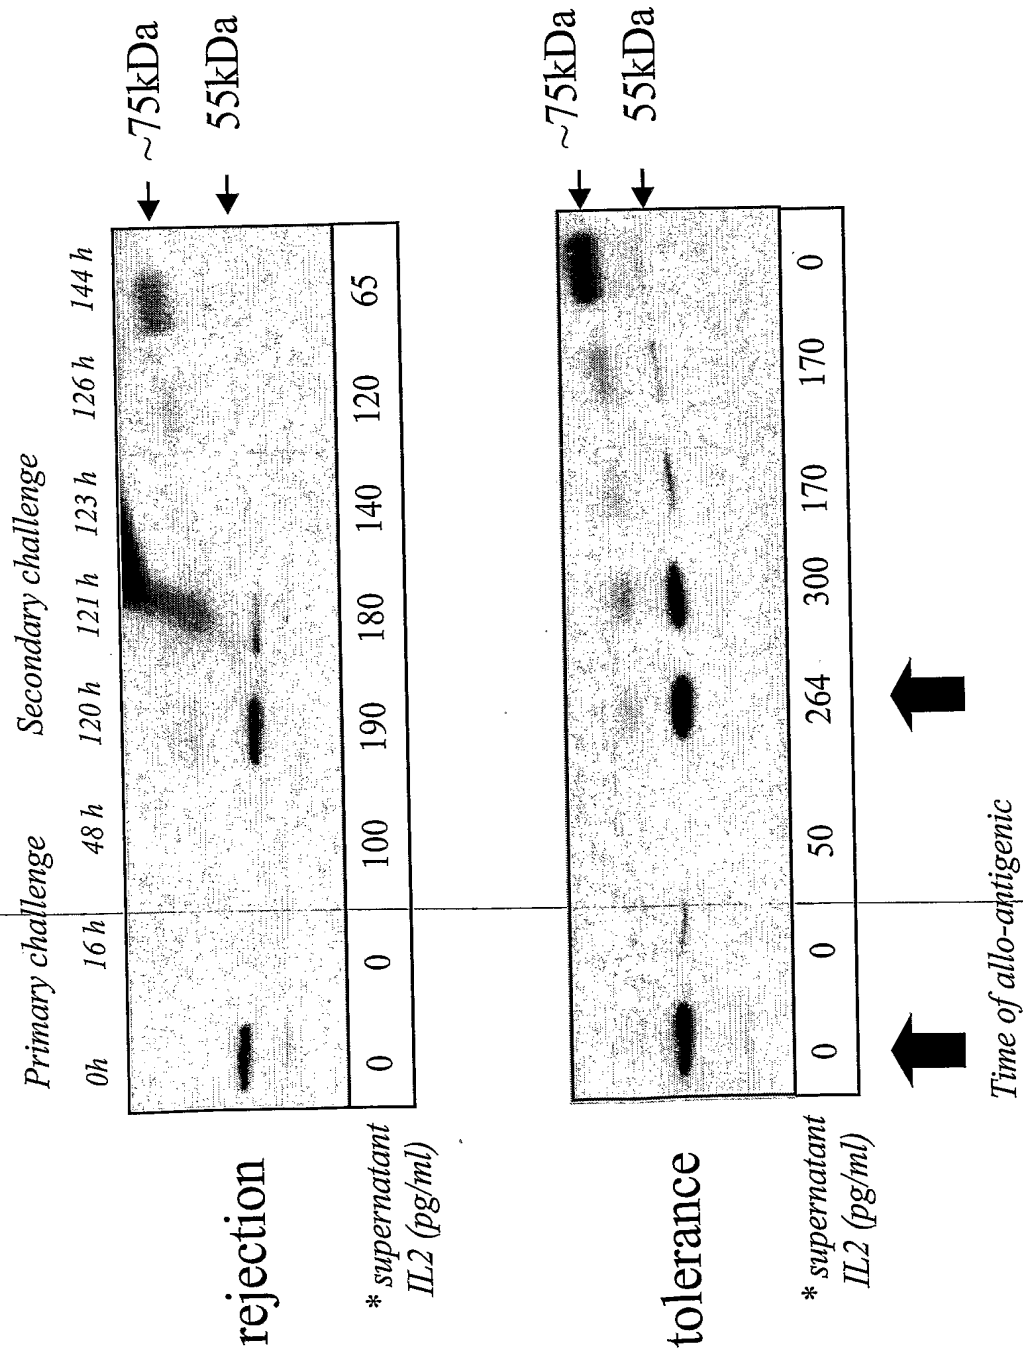 Primary challenge Secondary challenge
0h 16 h 48 h 120 h 121 h 123 h 126 h 144 h
~75kDa
55kDa
rejection
* supernatant
IL2 (pg/ml)
0 0 100 190 180 140 120 65
~75kDa
55kDa
tolerance
* supernatant
IL2 (pg/ml)
0 0 50 264 300 170 170 0
Time of allo-antigenic